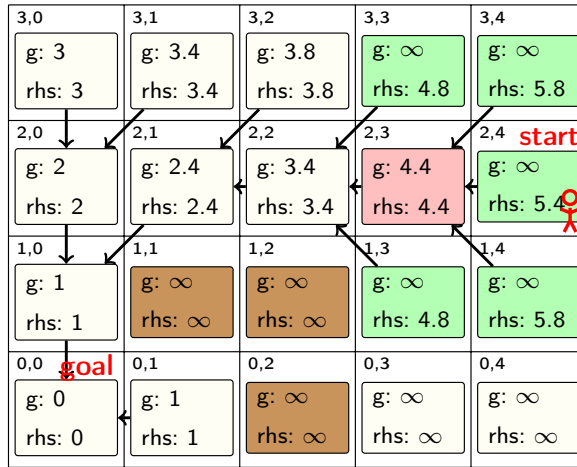 3,0 3,1 3,2 3,3 3,4
g: 3 g: 3.4 g: 3.8 g: ∞ g: ∞
rhs: 3 rhs: 3.4 rhs: 3.8 rhs: 4.8 rhs: 5.8
2,0 2,1 2,2 2,3 2,4
start
g: 2 g: 2.4 g: 3.4 g: 4.4 g: ∞
rhs: 2 rhs: 2.4 rhs: 3.4 rhs: 4.4 rhs: 5.4
1,0 1,1 1,2 1,3 1,4
g: 1 g: ∞ g: ∞ g: ∞ g: ∞
rhs: 1 rhs: ∞ rhs: ∞ rhs: 4.8 rhs: 5.8
0,0 0,1 0,2 0,3 0,4
goal
g: 0 g: 1 g: ∞ g: ∞ g: ∞
rhs: 0 rhs: 1 rhs: ∞ rhs: ∞ rhs: ∞